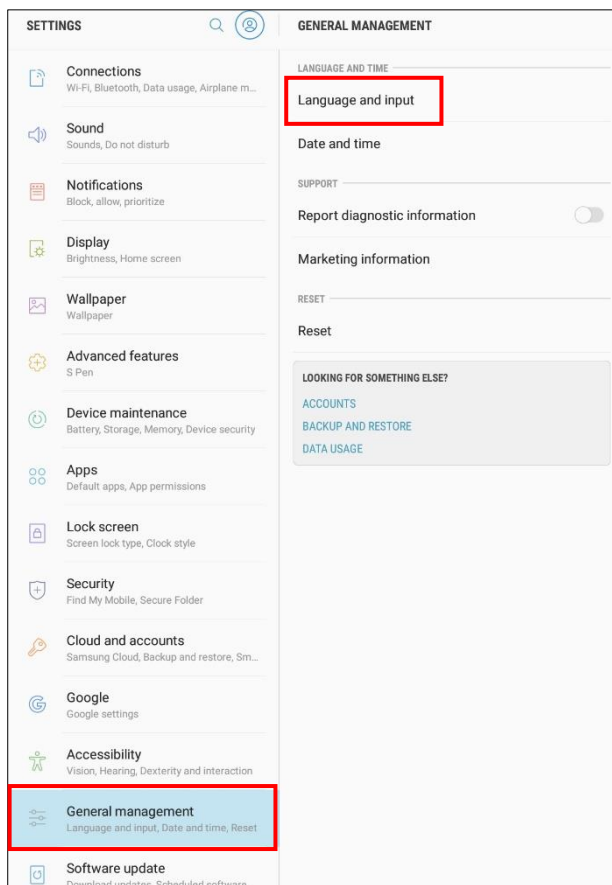 SETTINGS
Connections
Wi-Fi, Bluetooth, Data usage, Airplane m...
Sound
Sounds, Do not disturb
Notifications
Block, allow, prioritize
Display
Brightness, Home screen
Wallpaper
Wallpaper
Advanced features
S Pen
Device maintenance
Battery, Storage, Memory, Device security
Apps
Default apps, App permissions
Lock screen
Screen lock type, Clock style
Security
Find My Mobile, Secure Folder
Cloud and accounts
Samsung Cloud, Backup and restore, Sm...
Google
Google settings
Accessibility
Vision, Hearing, Dexterity and interaction
General management
Language and input, Date and time, Reset
Software update
Download updates, Scheduled software
GENERAL MANAGEMENT
LANGUAGE AND TIME
Language and input
Date and time
SUPPORT
Report diagnostic information
Marketing information
RESET
Reset
LOOKING FOR SOMETHING ELSE?
ACCOUNTS
BACKUP AND RESTORE
DATA USAGE